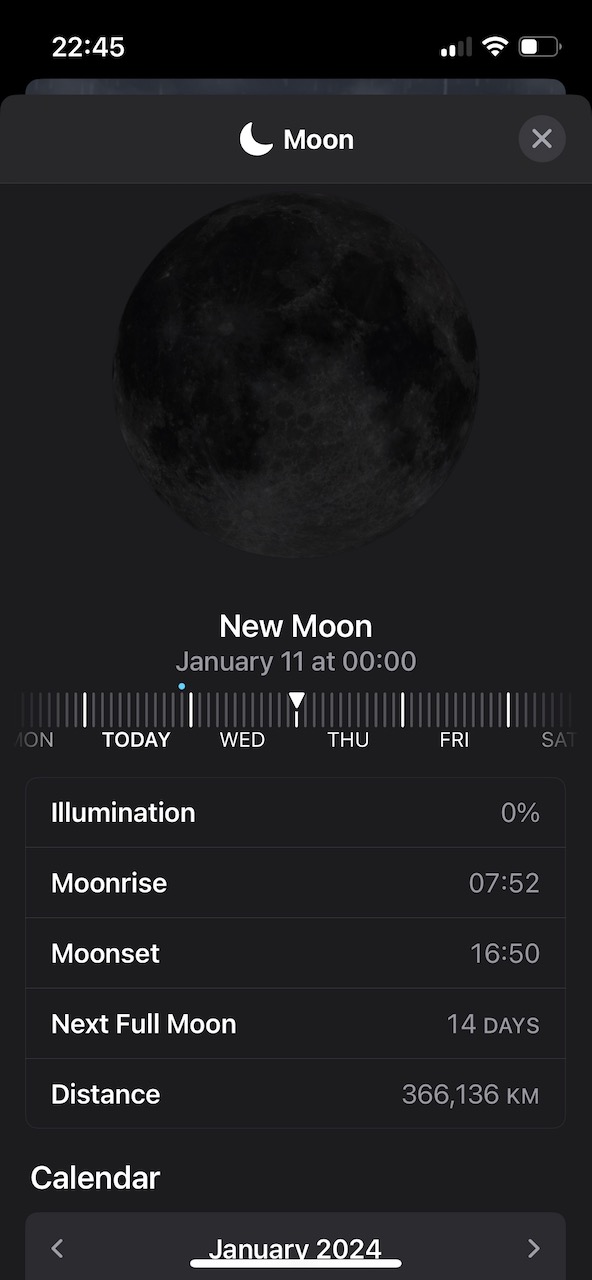 22:45
Moon
New Moon
January 11 at 00:00
MON TODAY WED THU FRI SAT
Illumination 0%
Moonrise 07:52
Moonset 16:50
Next Full Moon 14 DAYS
Distance 366,136 KM
Calendar
January 2024